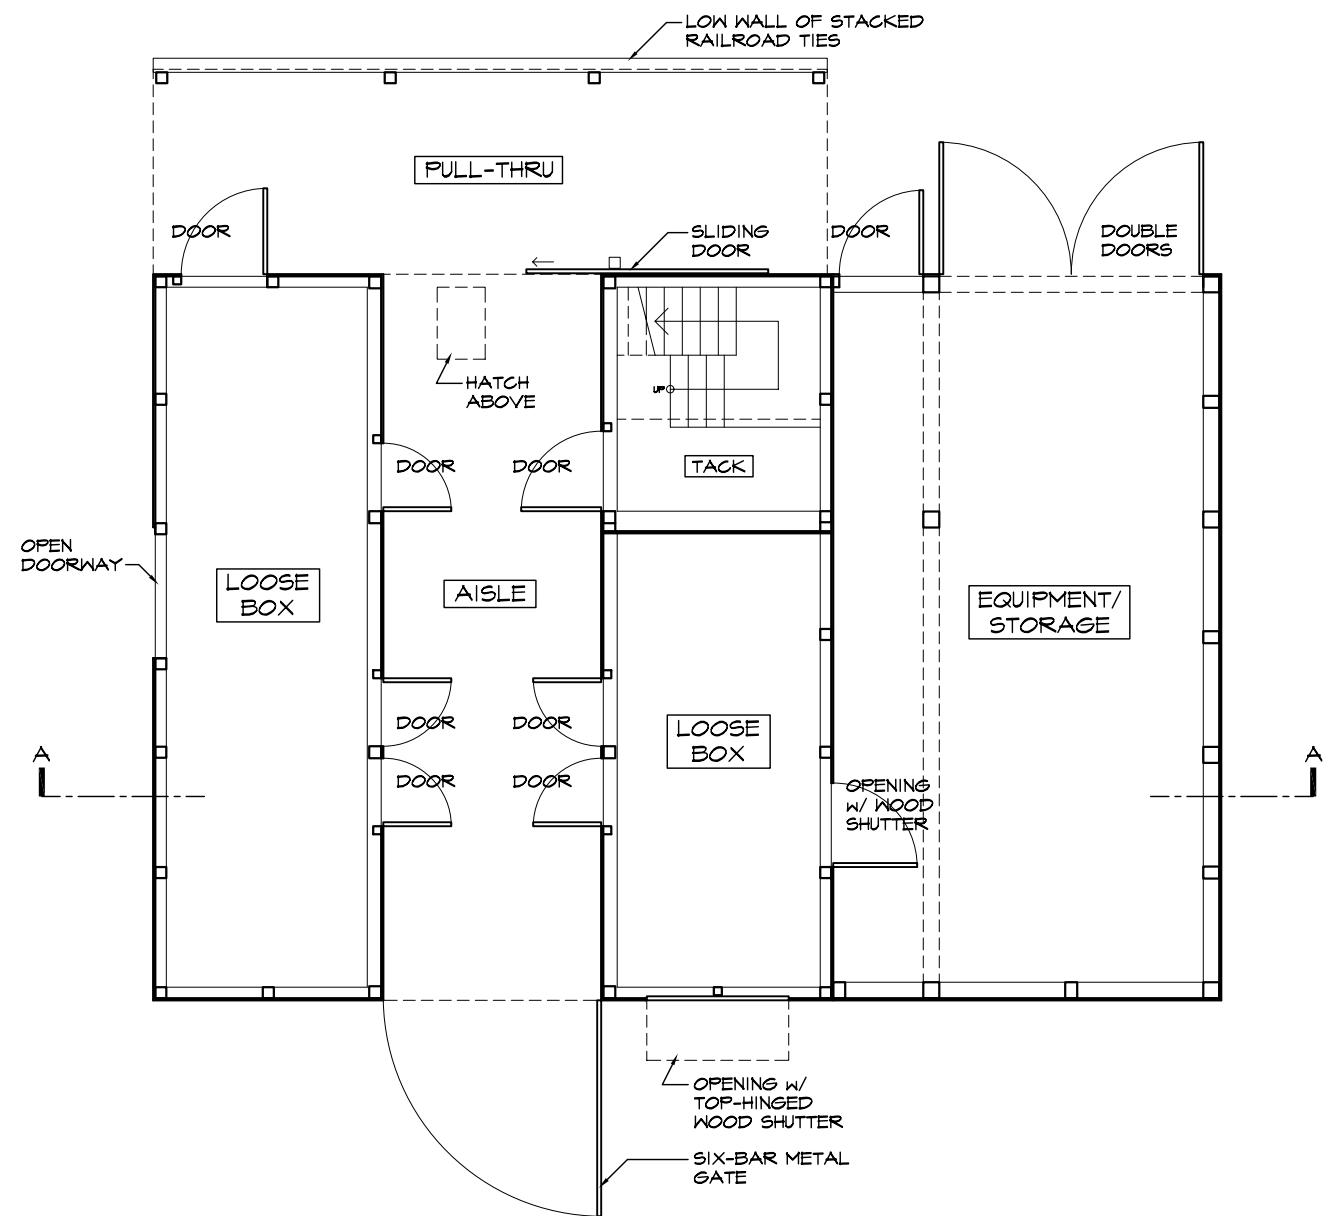 LOW WALL OF STACKED
RAILROAD TIES
PULL-THRU
DOOR
SLIDING
DOOR
DOOR
DOUBLE
DOORS
HATCH
ABOVE
UP
DOOR
DOOR
TACK
OPEN
DOORWAY
LOOSE
BOX
AISLE
EQUIPMENT/
STORAGE
DOOR
DOOR
LOOSE
BOX
A
A
DOOR
DOOR
OPENING
W/ WOOD
SHUTTER
OPENING W/
TOP-HINGED
WOOD SHUTTER
SIX-BAR METAL
GATE